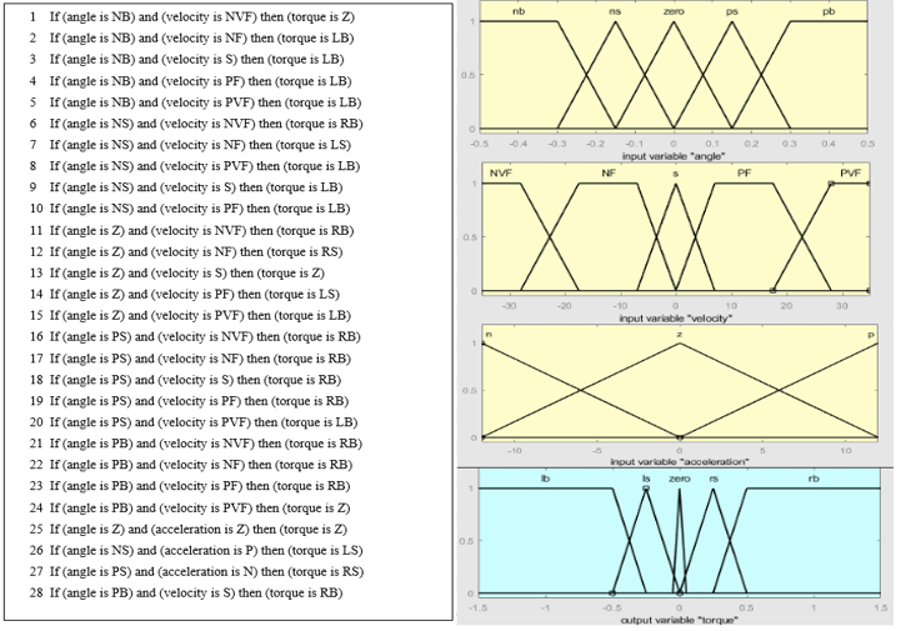 1 If (angle is NB) and (velocity is NVF) then (torque is Z)
2 If (angle is NB) and (velocity is NF) then (torque is LB)
3 If (angle is NB) and (velocity is S) then (torque is LB)
4 If (angle is NB) and (velocity is PF) then (torque is LB)
5 If (angle is NB) and (velocity is PVF) then (torque is LB)
6 If (angle is NS) and (velocity is NVF) then (torque is RB)
7 If (angle is NS) and (velocity is NF) then (torque is LS)
8 If (angle is NS) and (velocity is PVF) then (torque is LB)
9 If (angle is NS) and (velocity is S) then (torque is LB)
10 If (angle is NS) and (velocity is PF) then (torque is LB)
11 If (angle is Z) and (velocity is NVF) then (torque is RB)
12 If (angle is Z) and (velocity is NF) then (torque is RS)
13 If (angle is Z) and (velocity is S) then (torque is Z)
14 If (angle is Z) and (velocity is PF) then (torque is LS)
15 If (angle is Z) and (velocity is PVF) then (torque is LB)
16 If (angle is PS) and (velocity is NVF) then (torque is RB)
17 If (angle is PS) and (velocity is NF) then (torque is RB)
18 If (angle is PS) and (velocity is S) then (torque is RB)
19 If (angle is PS) and (velocity is PF) then (torque is RB)
20 If (angle is PS) and (velocity is PVF) then (torque is LB)
21 If (angle is PB) and (velocity is NVF) then (torque is RB)
22 If (angle is PB) and (velocity is NF) then (torque is RB)
23 If (angle is PB) and (velocity is PF) then (torque is RB)
24 If (angle is PB) and (velocity is PVF) then (torque is Z)
25 If (angle is Z) and (acceleration is Z) then (torque is Z)
26 If (angle is NS) and (acceleration is P) then (torque is LS)
27 If (angle is PS) and (acceleration is N) then (torque is RS)
28 If (angle is PB) and (velocity is S) then (torque is RB)
nb ns zero ps pb
1
0.5
0
-0.5 -0.4 -0.3 -0.2 -0.1 0 0.1 0.2 0.3 0.4 0.5
input variable "angle"
NVF NF s PF PVF
1
0.5
0
-30 -20 -10 0 10 20 30
input variable "velocity"
n z p
1
0.5
0
-10 -5 0 5 10
input variable "acceleration"
lb ls zero rs rb
1
0.5
0
-1.5 -1 -0.5 0 0.5 1 1.5
output variable "torque"